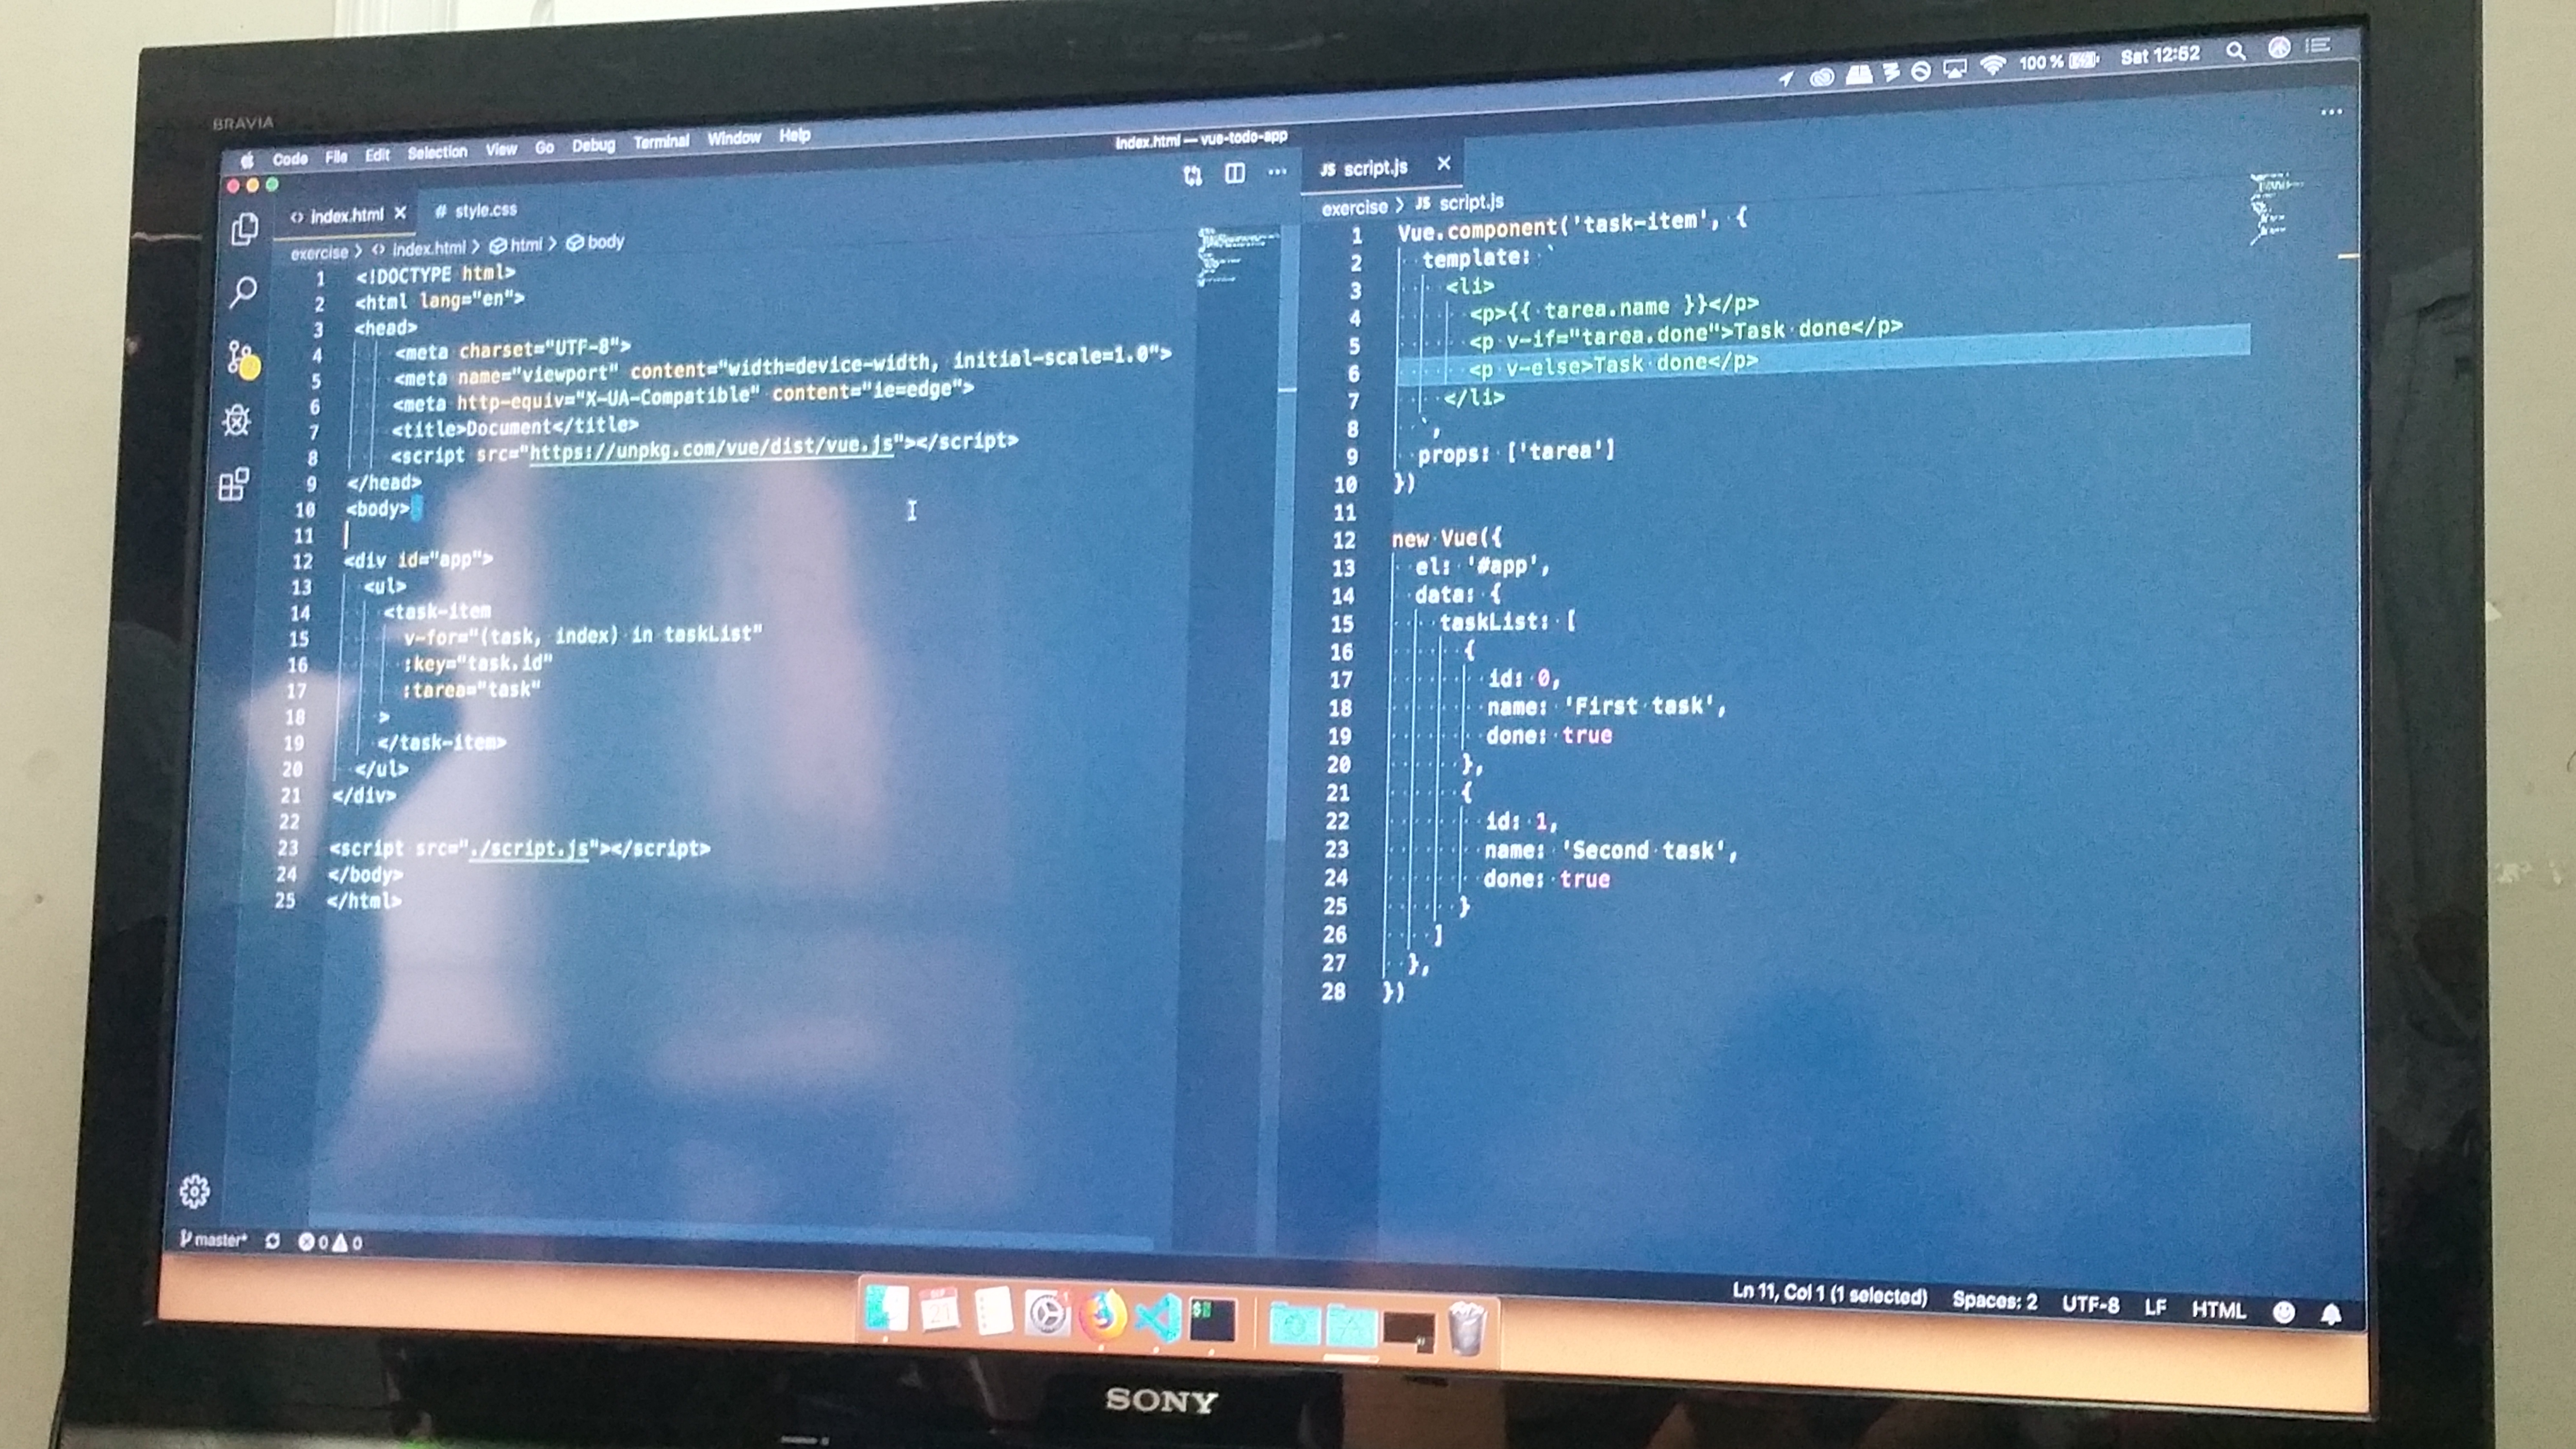 BRAVIA
Code File Edit Selection View Go Debug Terminal Window Help
100 % Sat 12:52
index.html — vue-todo-app
index.html
# style.css
exercise > <> index.html > html > body
1 <!DOCTYPE html>
2 <html lang="en">
3 <head>
4 <meta charset="UTF-8">
5 <meta name="viewport" content="width=device-width, initial-scale=1.0">
6 <meta http-equiv="X-UA-Compatible" content="ie=edge">
7 <title>Document</title>
8 <script src="https://unpkg.com/vue/dist/vue.js"></script>
9 </head>
10 <body>
11
12 <div id="app">
13 <ul>
14 <task-item
15 v-for="(task, index) in taskList"
16 :key="task.id"
17 :tarea="task"
18 >
19 </task-item>
20 </ul>
21 </div>
22
23 <script src="./script.js"></script>
24 </body>
25 </html>
JS script.js
exercise > JS script.js
1 Vue.component('task-item', {
2 template: `
3 <li>
4 <p>{{ tarea.name }}</p>
5 <p v-if="tarea.done">Task done</p>
6 <p v-else>Task done</p>
7 </li>
8 `,
9 props: ['tarea']
10 })
11
12 new Vue({
13 el: '#app',
14 data: {
15 taskList: [
16 {
17 id: 0,
18 name: 'First task',
19 done: true
20 },
21 {
22 id: 1,
23 name: 'Second task',
24 done: true
25 }
26 ]
27 },
28 })
master* 0 0
Ln 11, Col 1 (1 selected) Spaces: 2 UTF-8 LF HTML
SEP
21
1
SONY